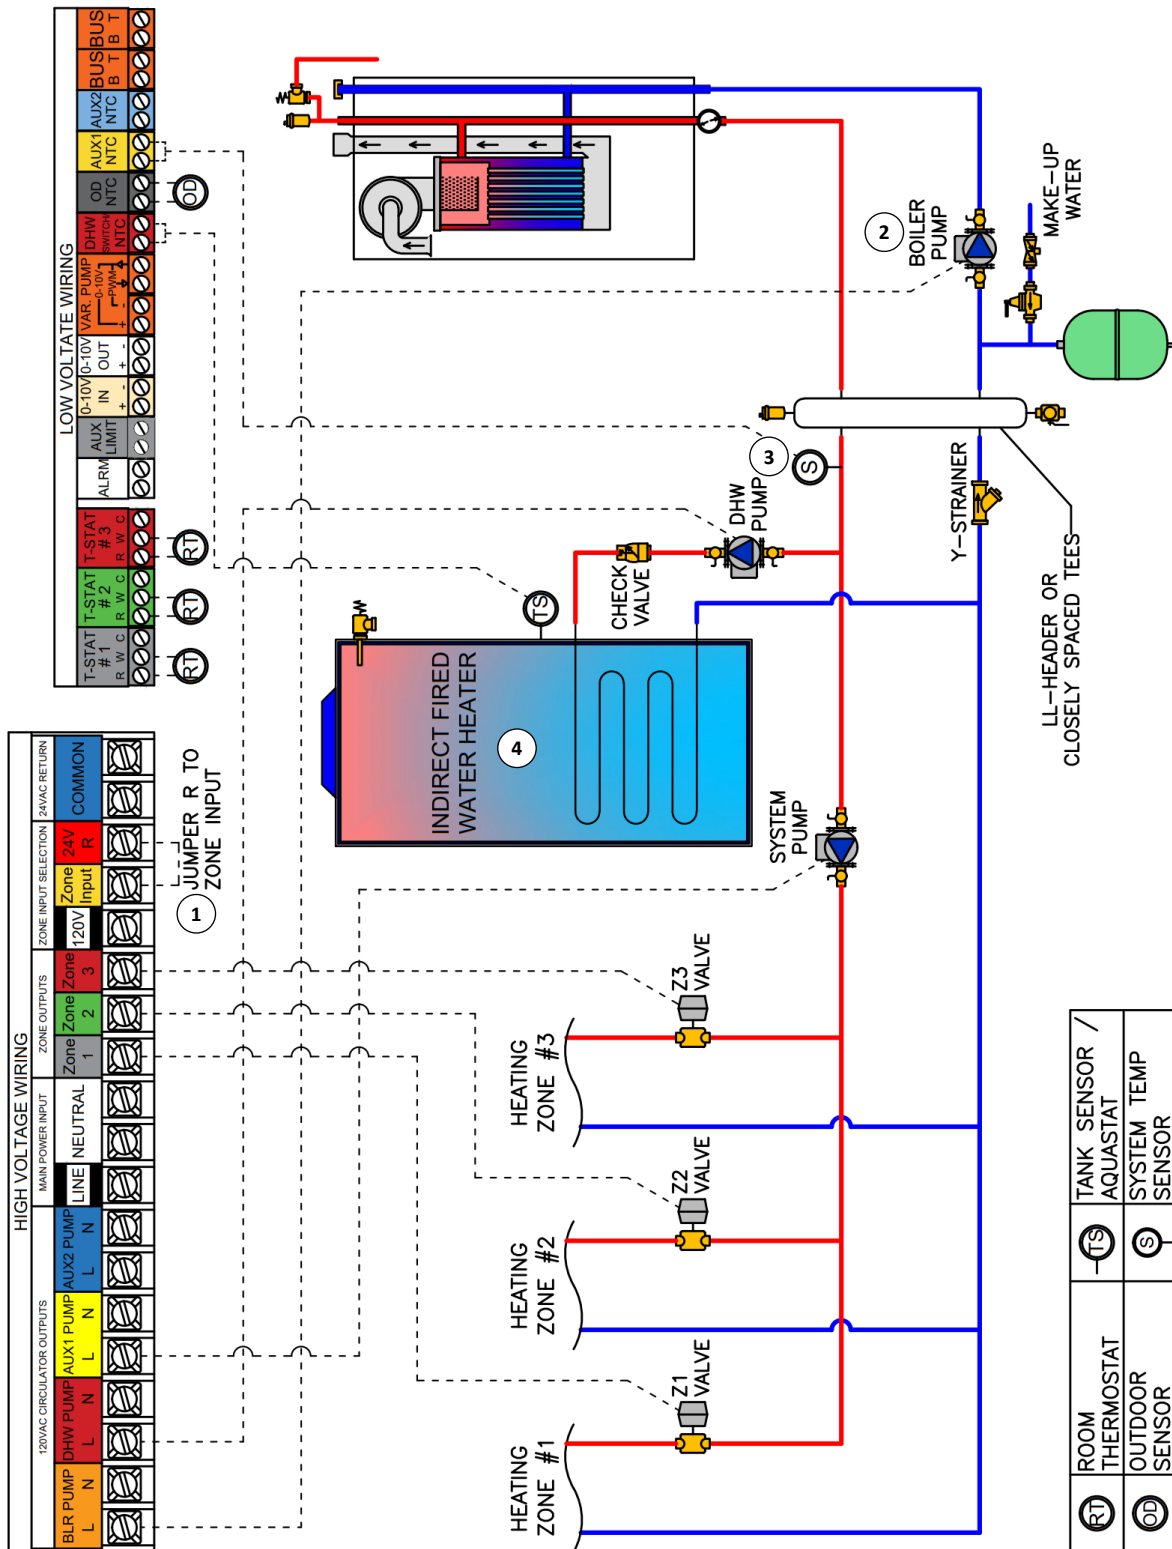 HIGH VOLTAGE WIRING
120VAC CIRCULATOR OUTPUTS
MAIN POWER INPUT
ZONE OUTPUTS
ZONE INPUT SELECTION
24VAC RETURN
BLR PUMP
L N
DHW PUMP
L N
AUX1 PUMP
L N
AUX2 PUMP
L N
LINE
NEUTRAL
Zone
1
Zone
2
Zone
3
120V
Zone
Input
24V
R
COMMON
1
JUMPER R TO
ZONE INPUT
LOW VOLTATE WIRING
T-STAT
#1
R W C
T-STAT
#2
R W C
T-STAT
#3
R W C
ALRM
AUX
LIMIT
0-10V
IN
+ -
0-10V
OUT
+ -
VAR. PUMP
0-10V
PWM
+ -
DHW
SWITCH/
NTC
OD
NTC
AUX1
NTC
AUX2
NTC
BUS
B T
BUS
B T
RT
RT
RT
OD
INDIRECT FIRED
WATER HEATER
4
TS
CHECK
VALVE
DHW
PUMP
3
S
2
BOILER
PUMP
MAKE-UP
WATER
Y-STRAINER
LL-HEADER OR
CLOSELY SPACED TEES
SYSTEM
PUMP
HEATING
ZONE #1
Z1
VALVE
HEATING
ZONE #2
Z2
VALVE
HEATING
ZONE #3
Z3
VALVE
RT
ROOM
THERMOSTAT
TS
TANK SENSOR /
AQUASTAT
OD
OUTDOOR
SENSOR
S
SYSTEM TEMP
SENSOR